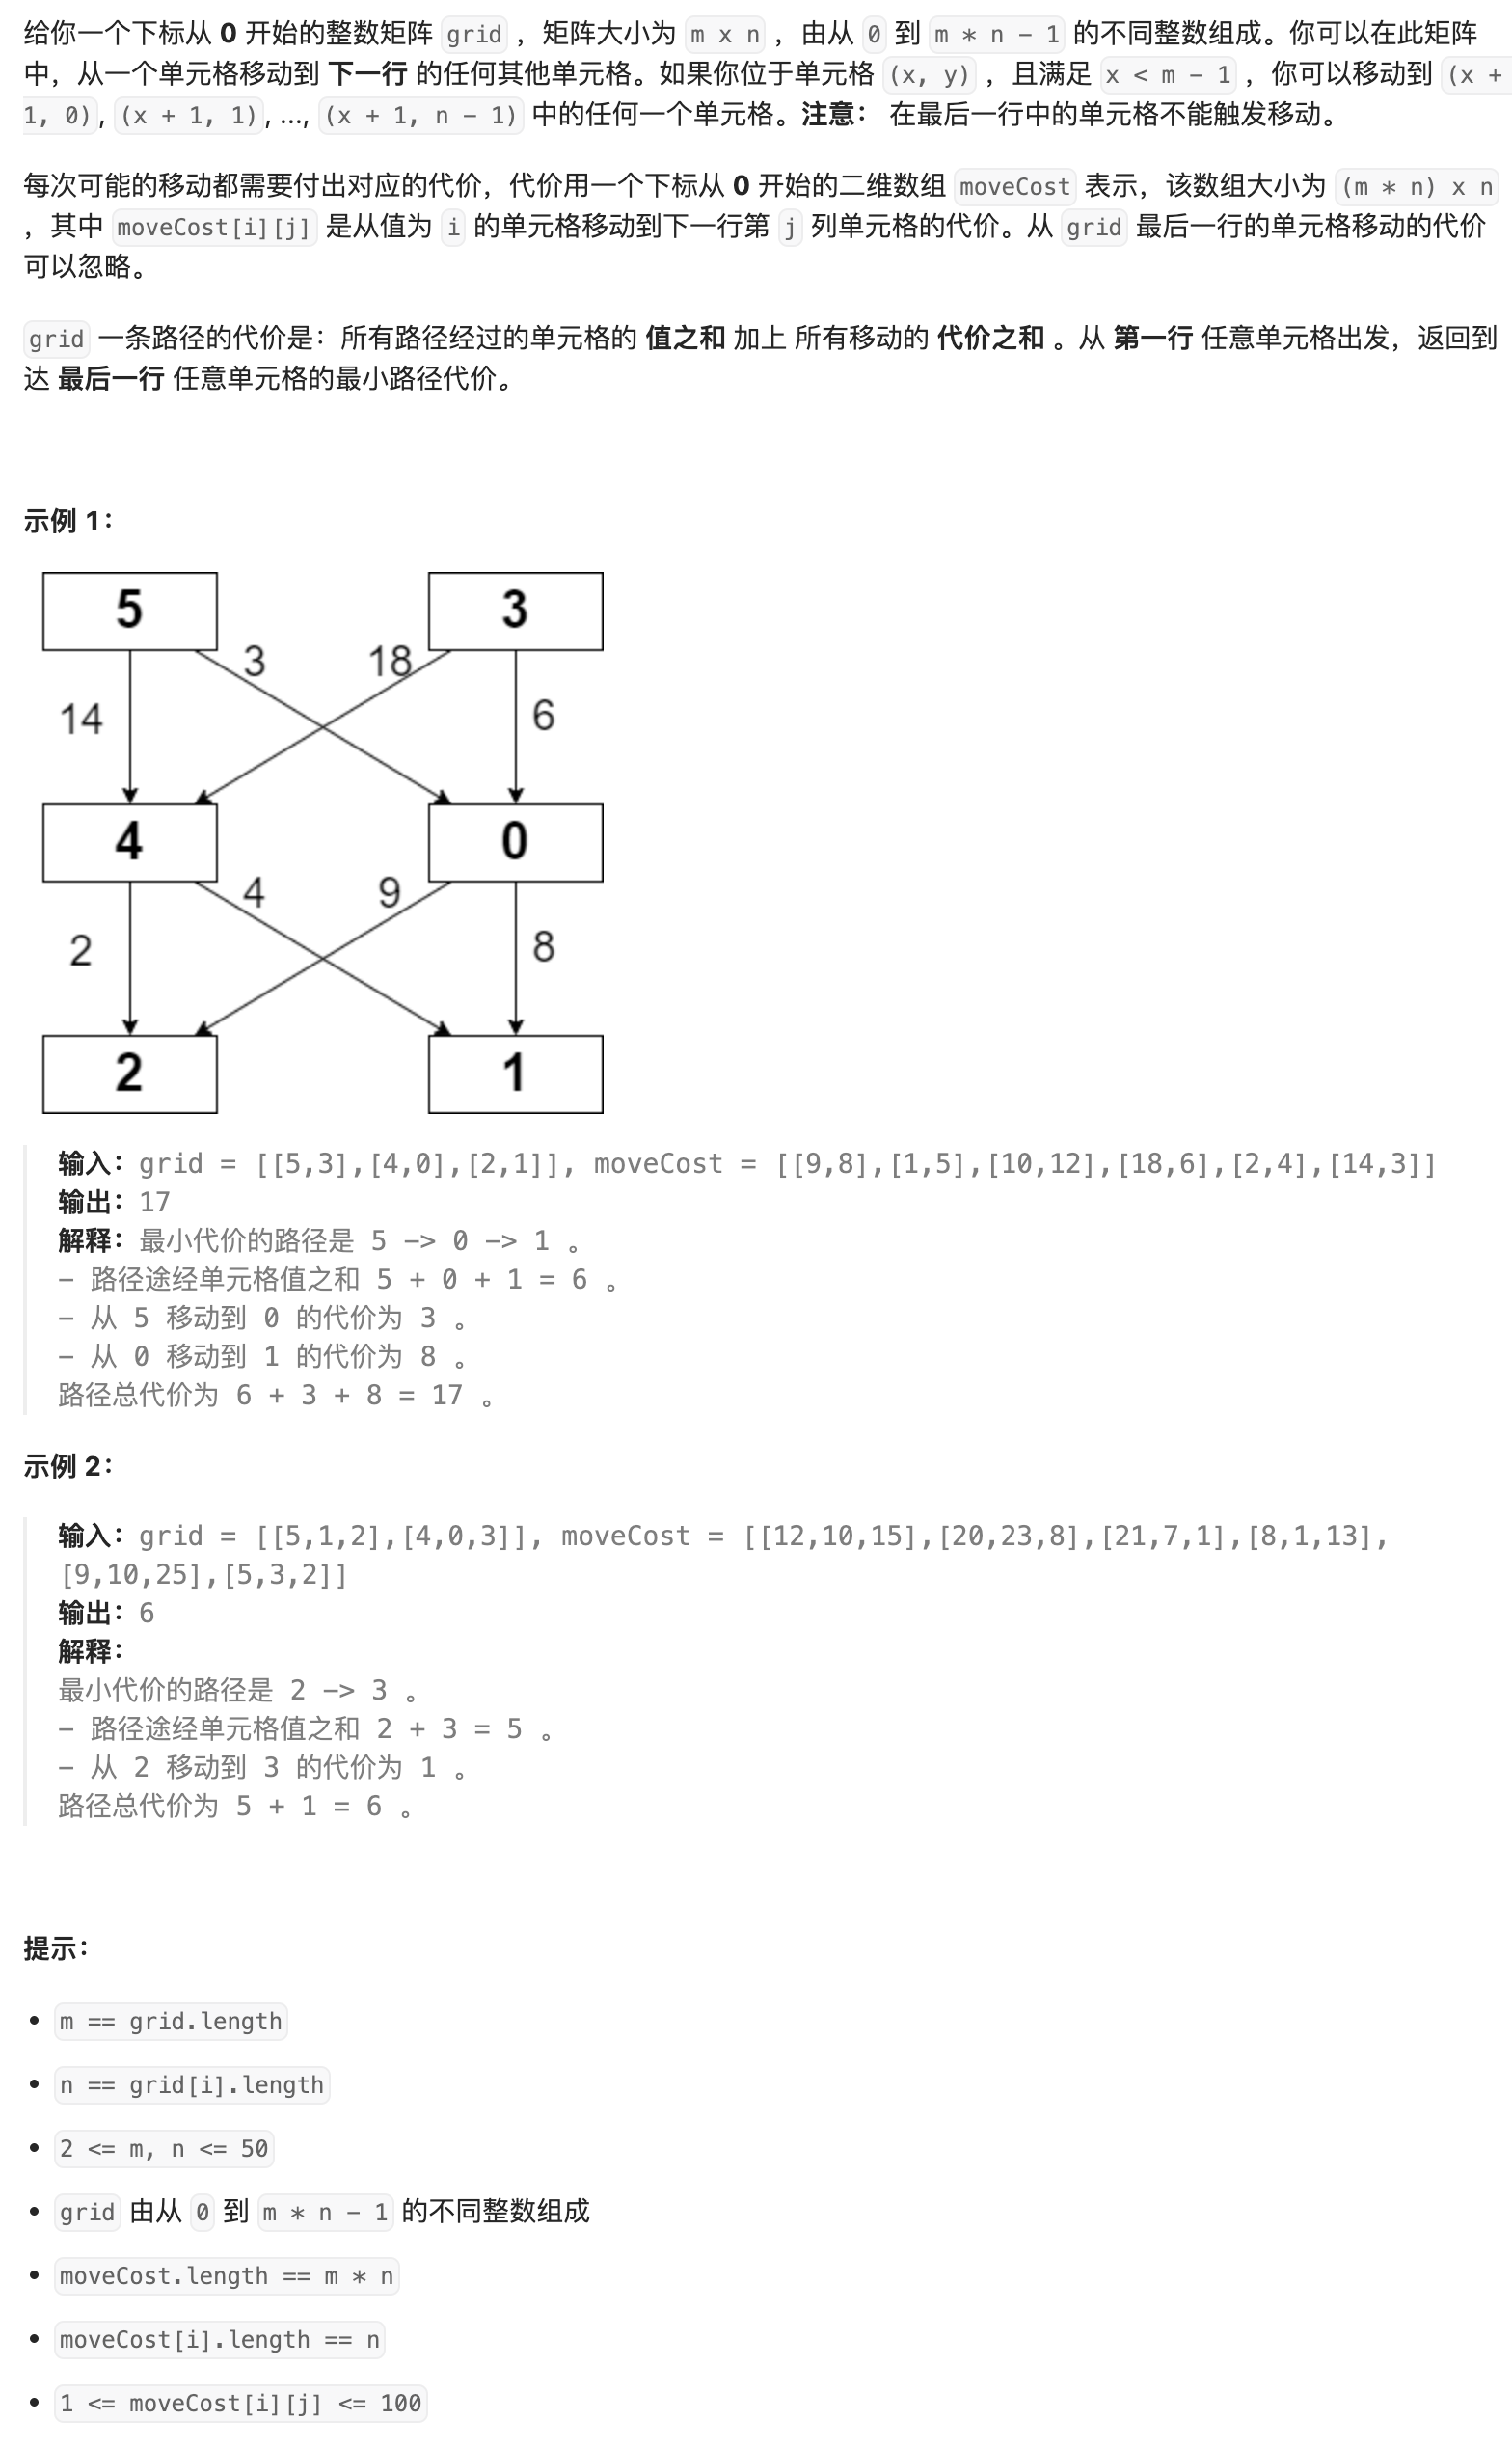 给你一个下标从 0 开始的整数矩阵 grid ，矩阵大小为 m x n ，由从 0 到 m * n - 1 的不同整数组成。你可以在此矩阵
中，从一个单元格移动到 下一行 的任何其他单元格。如果你位于单元格 (x, y) ，且满足 x < m - 1 ，你可以移动到 (x +
1, 0), (x + 1, 1), ..., (x + 1, n - 1) 中的任何一个单元格。注意： 在最后一行中的单元格不能触发移动。
每次可能的移动都需要付出对应的代价，代价用一个下标从 0 开始的二维数组 moveCost 表示，该数组大小为 (m * n) x n
，其中 moveCost[i][j] 是从值为 i 的单元格移动到下一行第 j 列单元格的代价。从 grid 最后一行的单元格移动的代价
可以忽略。
grid 一条路径的代价是：所有路径经过的单元格的 值之和 加上 所有移动的 代价之和 。从 第一行 任意单元格出发，返回到
达 最后一行 任意单元格的最小路径代价。
示例 1：
5 3
3 18
14 6
4 0
4 9
2 8
2 1
输入：grid = [[5,3],[4,0],[2,1]], moveCost = [[9,8],[1,5],[10,12],[18,6],[2,4],[14,3]]
输出：17
解释：最小代价的路径是 5 -> 0 -> 1 。
- 路径途经单元格值之和 5 + 0 + 1 = 6 。
- 从 5 移动到 0 的代价为 3 。
- 从 0 移动到 1 的代价为 8 。
路径总代价为 6 + 3 + 8 = 17 。
示例 2：
输入：grid = [[5,1,2],[4,0,3]], moveCost = [[12,10,15],[20,23,8],[21,7,1],[8,1,13],
[9,10,25],[5,3,2]]
输出：6
解释：
最小代价的路径是 2 -> 3 。
- 路径途经单元格值之和 2 + 3 = 5 。
- 从 2 移动到 3 的代价为 1 。
路径总代价为 5 + 1 = 6 。
提示：
• m == grid.length
• n == grid[i].length
• 2 <= m, n <= 50
• grid 由从 0 到 m * n - 1 的不同整数组成
• moveCost.length == m * n
• moveCost[i].length == n
• 1 <= moveCost[i][j] <= 100